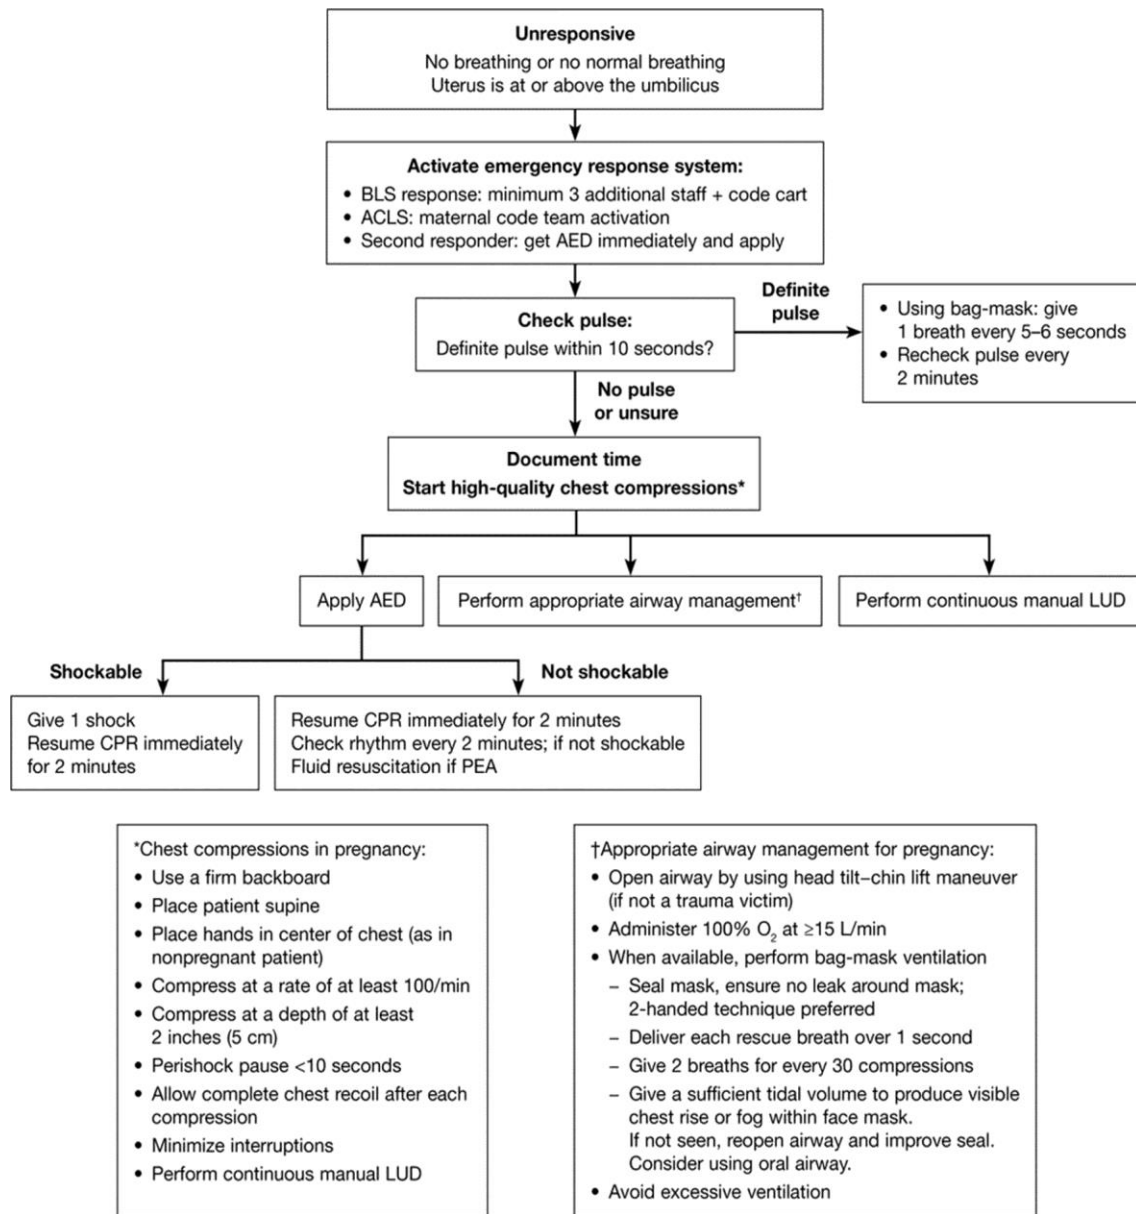 Unresponsive
No breathing or no normal breathing
Uterus is at or above the umbilicus
Activate emergency response system:
• BLS response: minimum 3 additional staff + code cart
• ACLS: maternal code team activation
• Second responder: get AED immediately and apply
Check pulse:
Definite pulse within 10 seconds?
Definite
pulse
• Using bag-mask: give
1 breath every 5–6 seconds
• Recheck pulse every
2 minutes
No pulse
or unsure
Document time
Start high-quality chest compressions*
Apply AED
Perform appropriate airway management†
Perform continuous manual LUD
Shockable
Not shockable
Give 1 shock
Resume CPR immediately
for 2 minutes
Resume CPR immediately for 2 minutes
Check rhythm every 2 minutes; if not shockable
Fluid resuscitation if PEA
*Chest compressions in pregnancy:
• Use a firm backboard
• Place patient supine
• Place hands in center of chest (as in
nonpregnant patient)
• Compress at a rate of at least 100/min
• Compress at a depth of at least
2 inches (5 cm)
• Perishock pause <10 seconds
• Allow complete chest recoil after each
compression
• Minimize interruptions
• Perform continuous manual LUD
†Appropriate airway management for pregnancy:
• Open airway by using head tilt–chin lift maneuver
(if not a trauma victim)
• Administer 100% O₂ at ≥15 L/min
• When available, perform bag-mask ventilation
– Seal mask, ensure no leak around mask;
2-handed technique preferred
– Deliver each rescue breath over 1 second
– Give 2 breaths for every 30 compressions
– Give a sufficient tidal volume to produce visible
chest rise or fog within face mask.
If not seen, reopen airway and improve seal.
Consider using oral airway.
• Avoid excessive ventilation